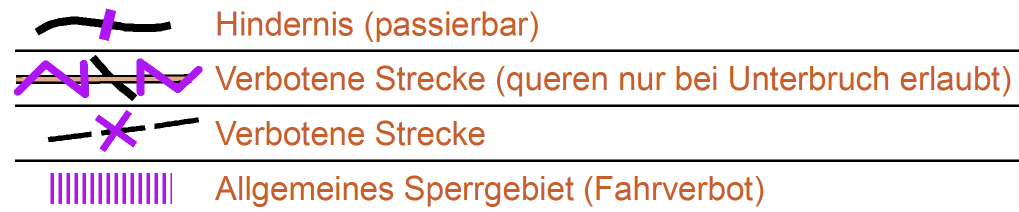 Hindernis (passierbar)
Verbotene Strecke (queren nur bei Unterbruch erlaubt)
Verbotene Strecke
Allgemeines Sperrgebiet (Fahrverbot)